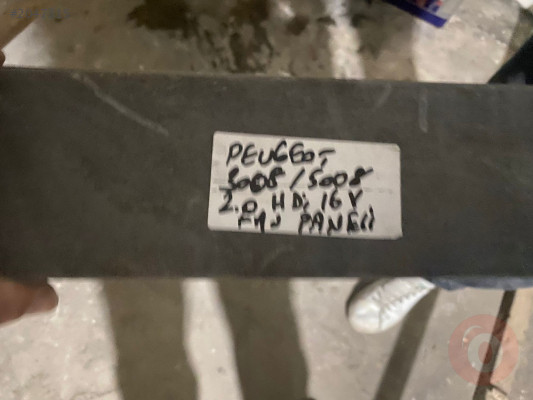 PEUGEOT
3008/5008
2.0 HDi 16V
FAN PANELİ